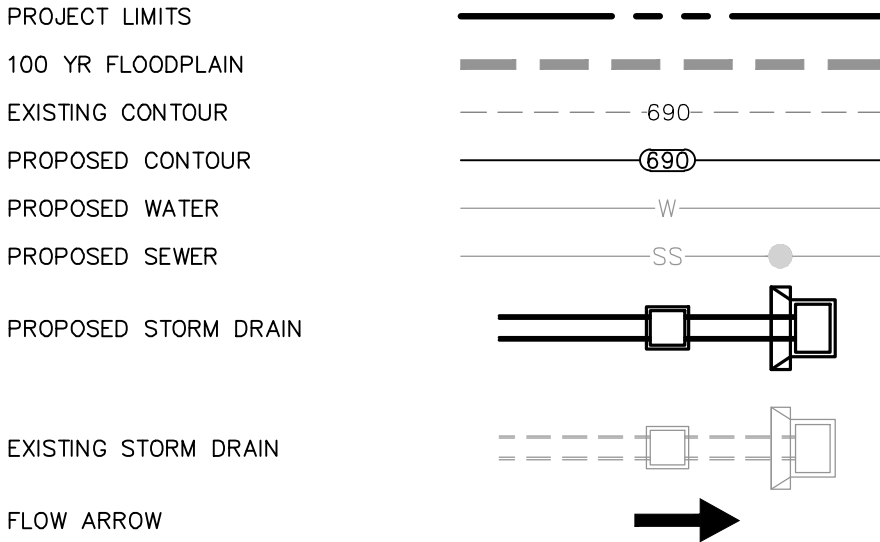 PROJECT LIMITS
100 YR FLOODPLAIN
EXISTING CONTOUR 690
PROPOSED CONTOUR 690
PROPOSED WATER W
PROPOSED SEWER SS
PROPOSED STORM DRAIN
EXISTING STORM DRAIN
FLOW ARROW